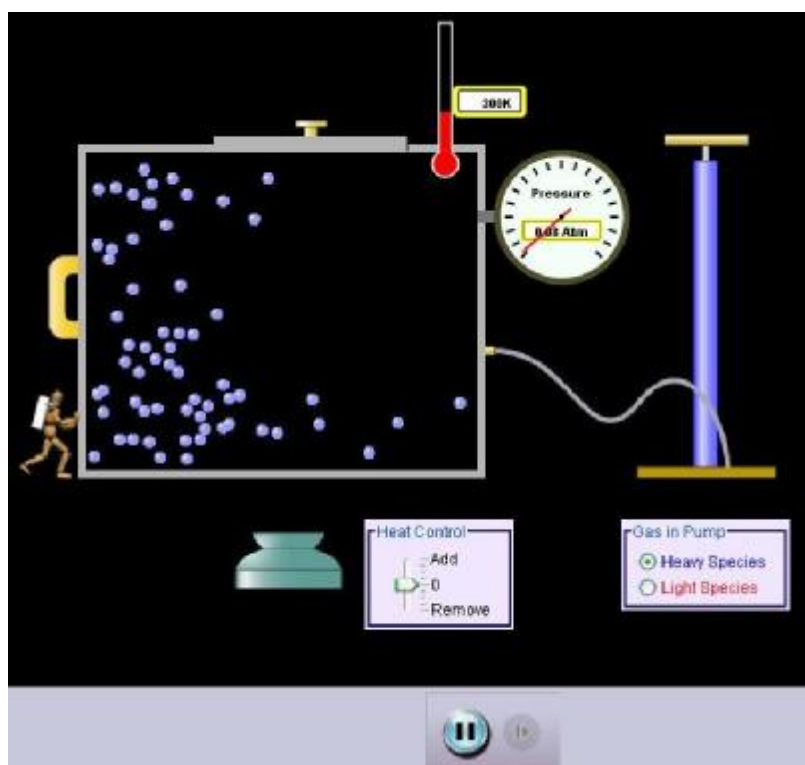 300K
Pressure
Heat Control
Add
0
Remove
Gas in Pump
Heavy Species
Light Species